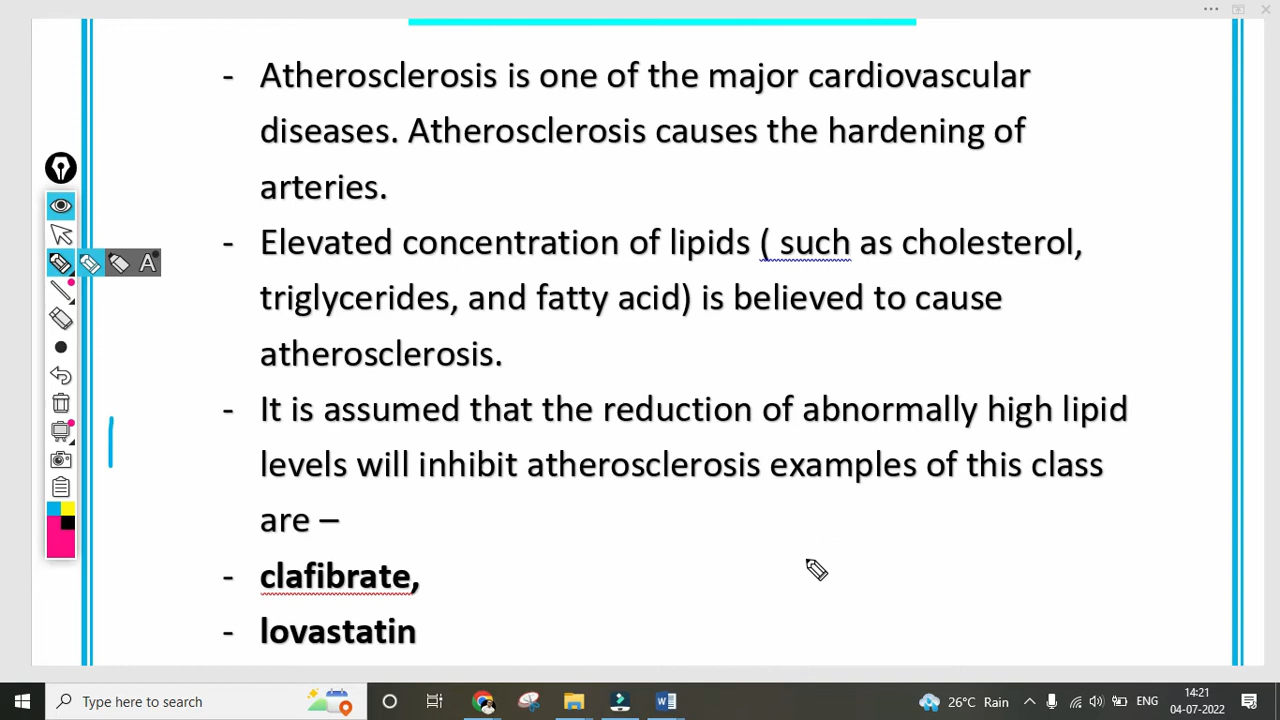 - Atherosclerosis is one of the major cardiovascular
diseases. Atherosclerosis causes the hardening of
arteries.
- Elevated concentration of lipids ( such as cholesterol,
triglycerides, and fatty acid) is believed to cause
atherosclerosis.
- It is assumed that the reduction of abnormally high lipid
levels will inhibit atherosclerosis examples of this class
are –
- clafibrate,
- lovastatin
A
Type here to search
26°C Rain
ENG
14:21
04-07-2022